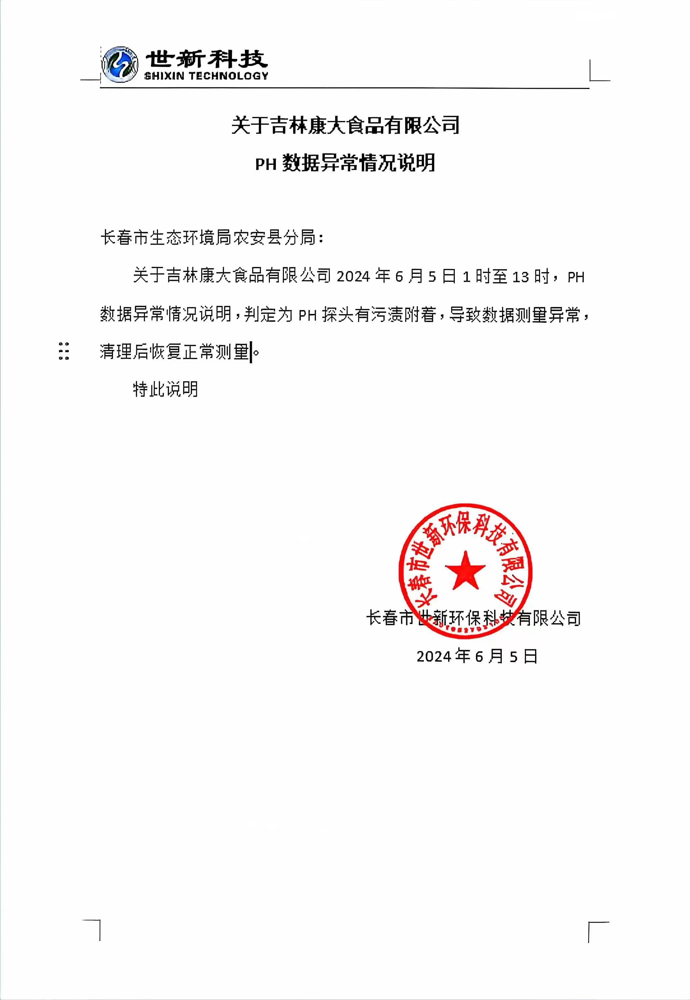 世新科技
SHIXIN TECHNOLOGY
关于吉林康大食品有限公司
PH 数据异常情况说明
长春市生态环境局农安县分局：
关于吉林康大食品有限公司 2024 年 6 月 5 日 1 时至 13 时，PH
数据异常情况说明，判定为 PH 探头有污渍附着，导致数据测量异常，
清理后恢复正常测量。
特此说明
长春市世新环保科技有限公司
长春市世新环保科技有限公司
2024 年 6 月 5 日